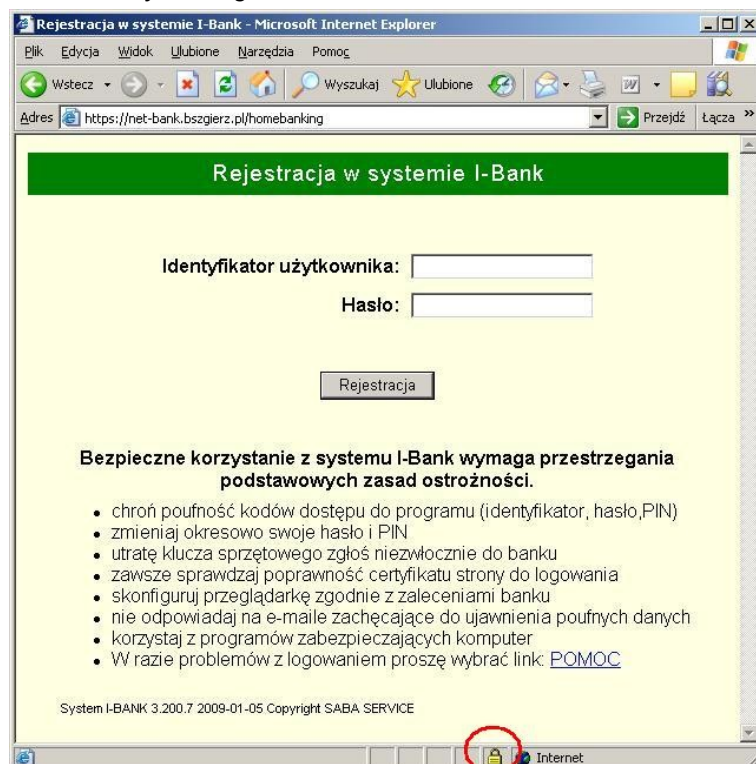 Rejestracja w systemie I-Bank - Microsoft Internet Explorer
Plik Edycja Widok Ulubione Narzędzia Pomoc
Wstecz Wyszukaj Ulubione
Adres https://net-bank.bszgierz.pl/homebanking Przejdź Łącza »
Rejestracja w systemie I-Bank
Identyfikator użytkownika:
Hasło:
Rejestracja
Bezpieczne korzystanie z systemu I-Bank wymaga przestrzegania
podstawowych zasad ostrożności.
• chroń poufność kodów dostępu do programu (identyfikator, hasło,PIN)
• zmieniaj okresowo swoje hasło i PIN
• utratę klucza sprzętowego zgłoś niezwłocznie do banku
• zawsze sprawdzaj poprawność certyfikatu strony do logowania
• skonfiguruj przeglądarkę zgodnie z zaleceniami banku
• nie odpowiadaj na e-maile zachęcające do ujawnienia poufnych danych
• korzystaj z programów zabezpieczających komputer
• W razie problemów z logowaniem proszę wybrać link: POMOC
System I-BANK 3.200.7 2009-01-05 Copyright SABA SERVICE
Internet